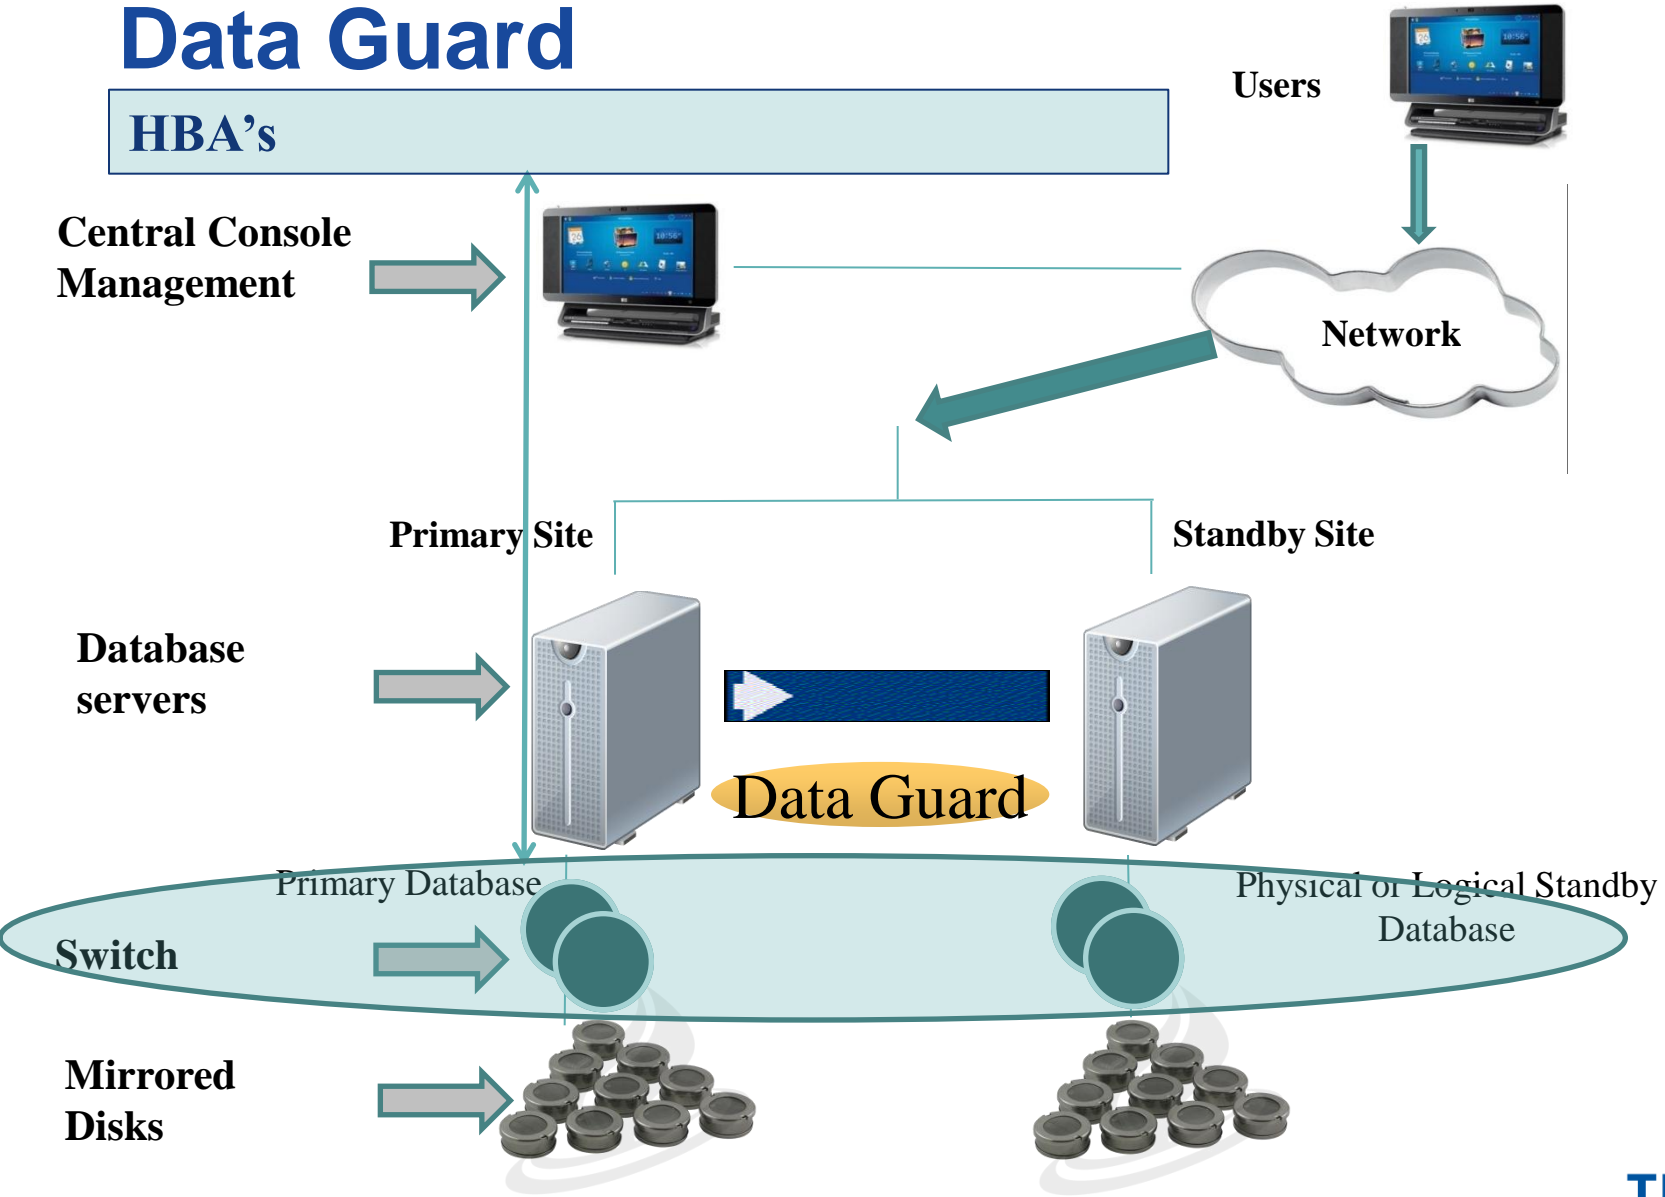 Data Guard
HBA's
Users
Central Console
Management
Network
Primary Site
Standby Site
Database
servers
Data Guard
Primary Database
Physical or Logical Standby
Database
Switch
Mirrored
Disks